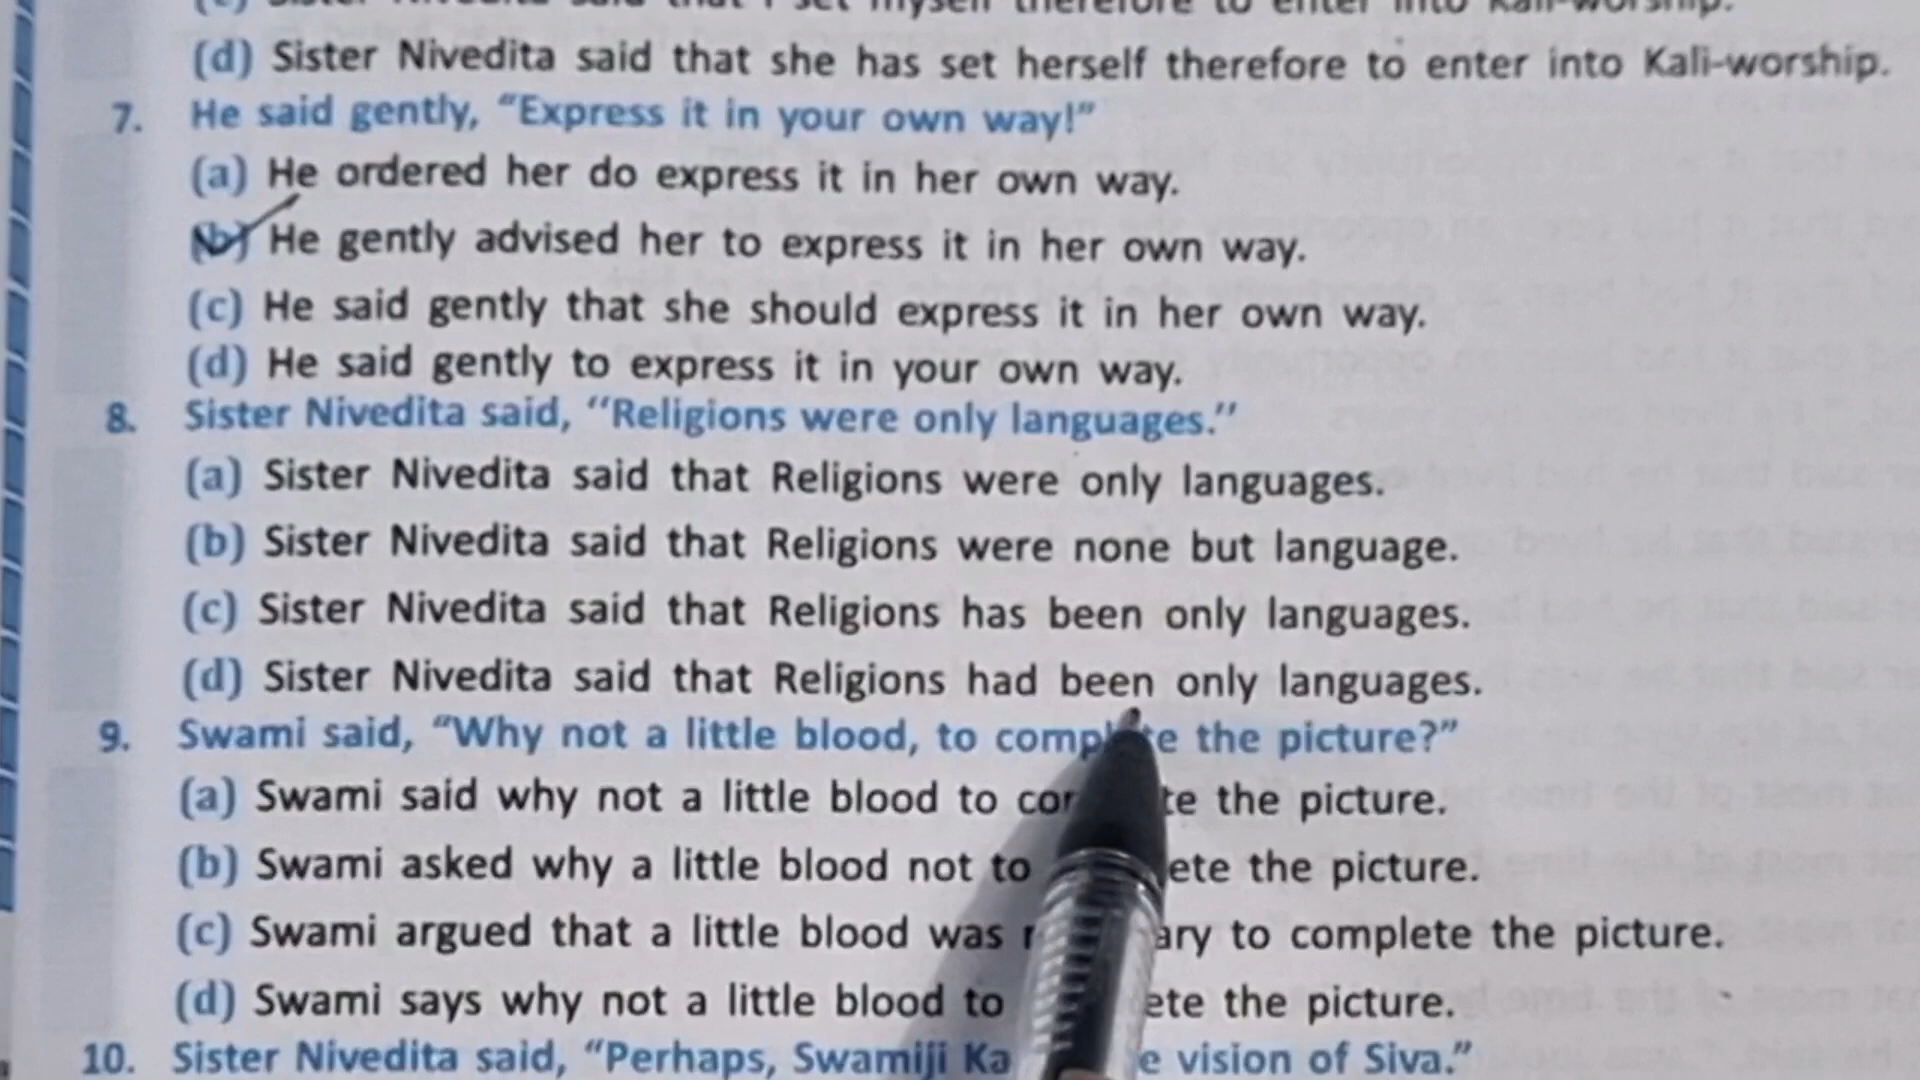 (d) Sister Nivedita said that she has set herself therefore to enter into Kali-worship.
7. He said gently, “Express it in your own way!”
(a) He ordered her do express it in her own way.
(b) He gently advised her to express it in her own way.
(c) He said gently that she should express it in her own way.
(d) He said gently to express it in your own way.
8. Sister Nivedita said, “Religions were only languages.”
(a) Sister Nivedita said that Religions were only languages.
(b) Sister Nivedita said that Religions were none but language.
(c) Sister Nivedita said that Religions has been only languages.
(d) Sister Nivedita said that Religions had been only languages.
9. Swami said, “Why not a little blood, to complete the picture?”
(a) Swami said why not a little blood to the picture.
(b) Swami asked why a little blood not to the picture.
(c) Swami argued that a little blood was to complete the picture.
(d) Swami says why not a little blood to the picture.
10. Sister Nivedita said, “Perhaps, Swamiji vision of Siva.”